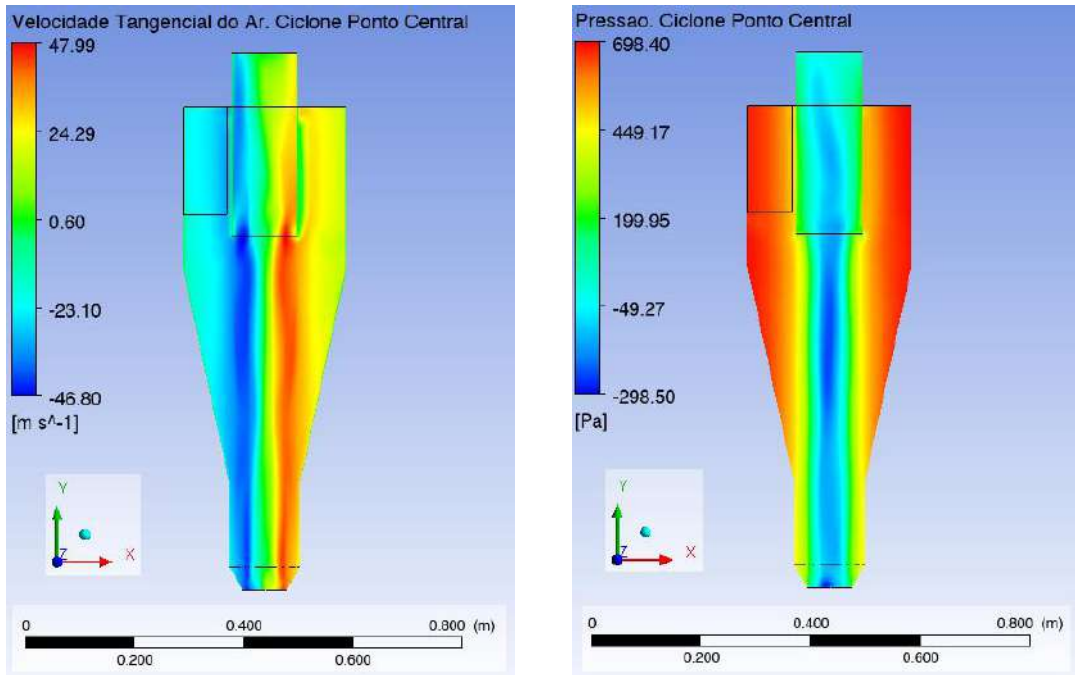 Velocidade Tangencial do Ar. Ciclone Ponto Central
47.99
24.29
0.60
-23.10
-46.80
[m s^-1]
Y
Z
X
0
0.400
0.800
(m)
0.200
0.600
Pressao. Ciclone Ponto Central
698.40
449.17
199.95
-49.27
-298.50
[Pa]
Y
Z
X
0
0.400
0.800
(m)
0.200
0.600